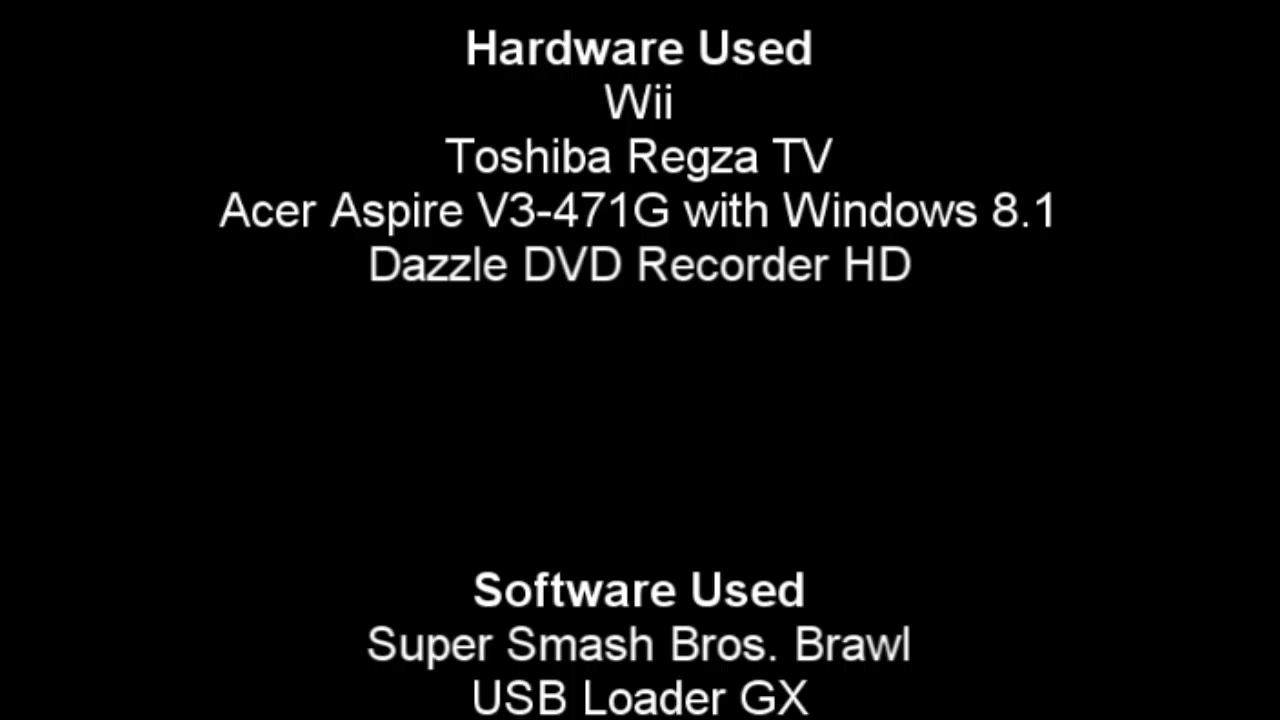 Hardware Used
Wii
Toshiba Regza TV
Acer Aspire V3-471G with Windows 8.1
Dazzle DVD Recorder HD
Software Used
Super Smash Bros. Brawl
USB Loader GX